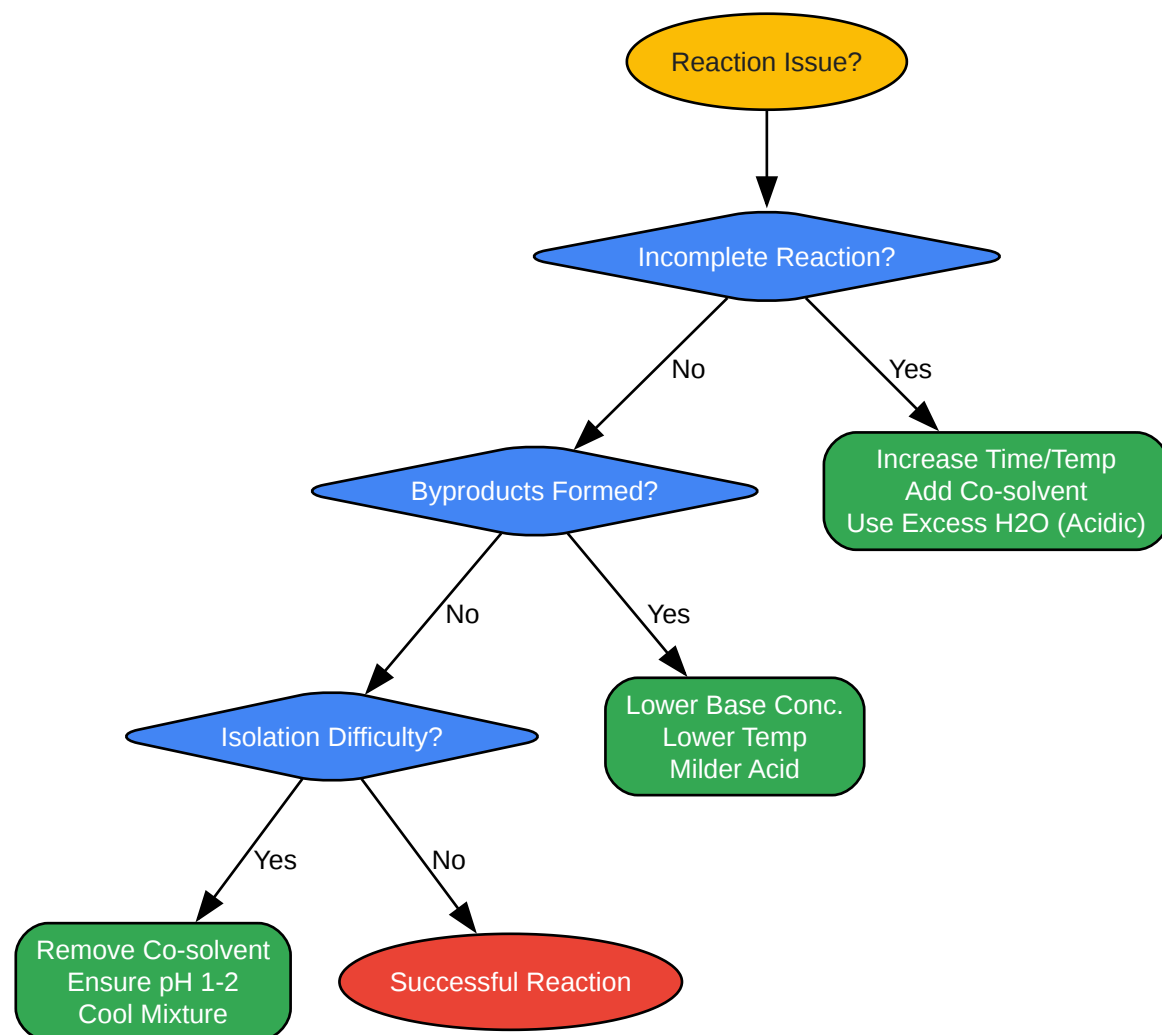 Reaction Issue?
Incomplete Reaction?
No
Yes
Increase Time/Temp
Add Co-solvent
Use Excess H2O (Acidic)
Byproducts Formed?
No
Yes
Lower Base Conc.
Lower Temp
Milder Acid
Isolation Difficulty?
Yes
No
Remove Co-solvent
Ensure pH 1-2
Cool Mixture
Successful Reaction